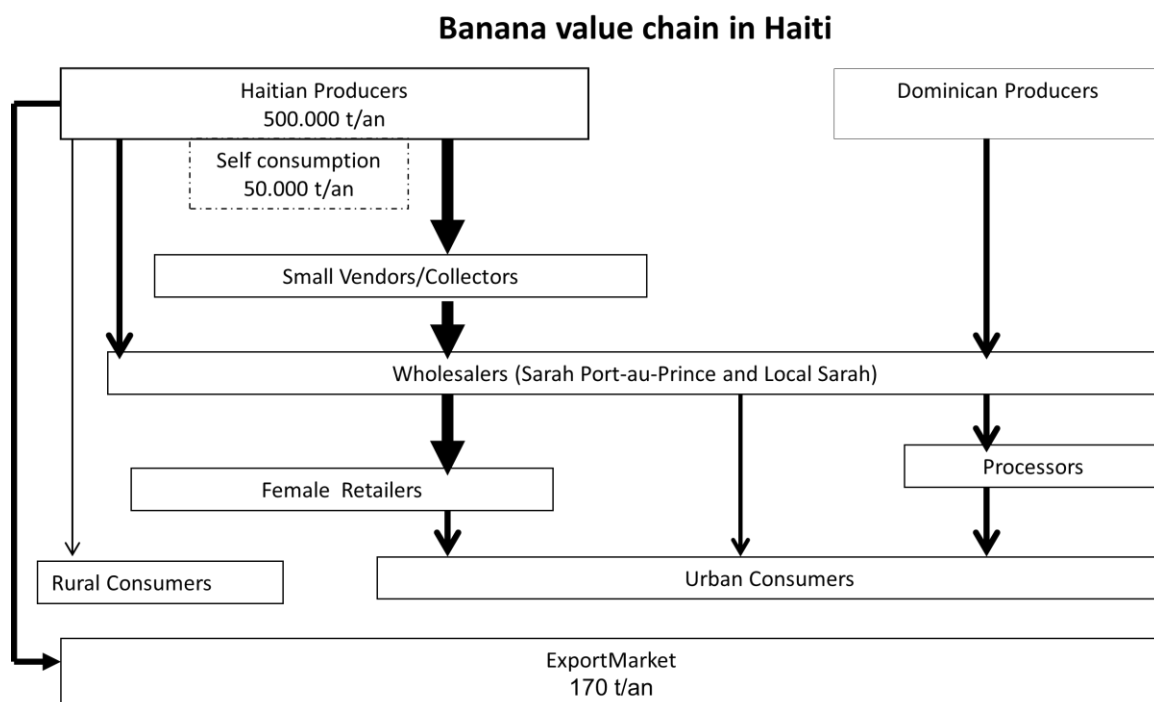 Banana value chain in Haiti
Haitian Producers
500.000 t/an
Dominican Producers
Self consumption
50.000 t/an
Small Vendors/Collectors
Wholesalers (Sarah Port-au-Prince and Local Sarah)
Processors
Female  Retailers
Rural Consumers
Urban Consumers
ExportMarket
170 t/an